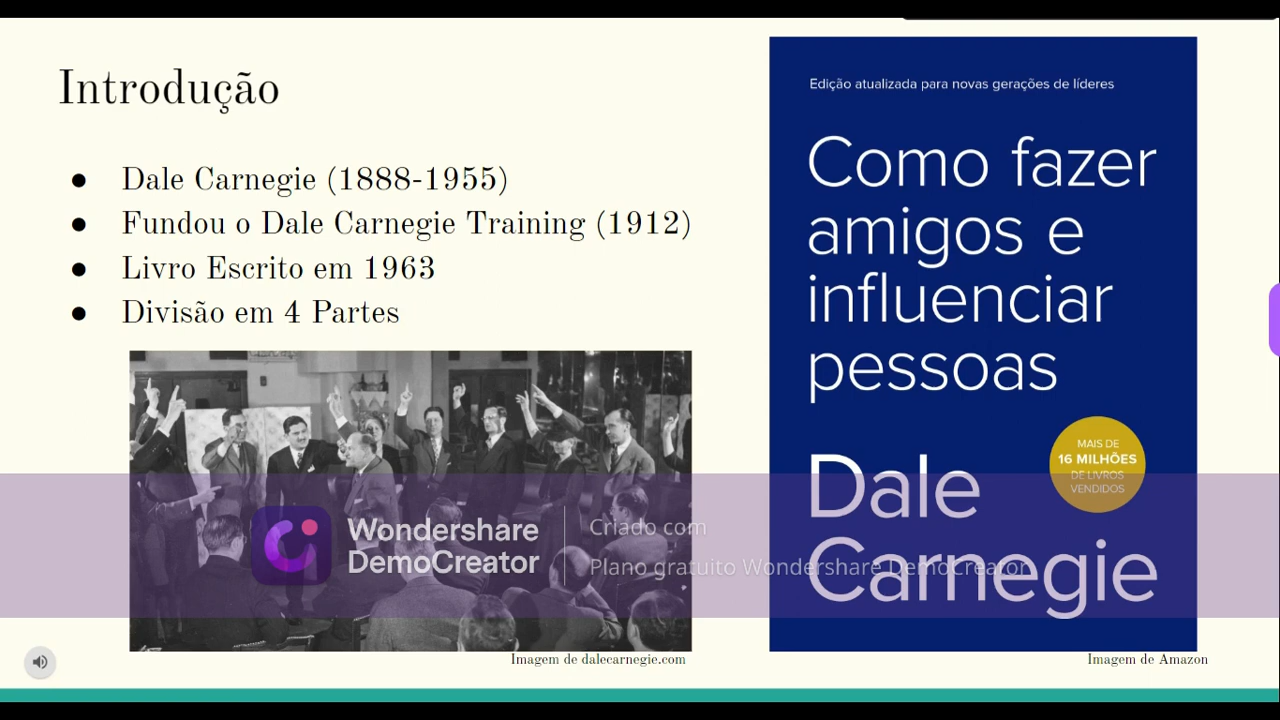 Introdução
● Dale Carnegie (1888-1955)
● Fundou o Dale Carnegie Training (1912)
● Livro Escrito em 1963
● Divisão em 4 Partes
Imagem de dalecarnegie.com
Edição atualizada para novas gerações de líderes
Como fazer
amigos e
influenciar
pessoas
MAIS DE
16 MILHÕES
DE LIVROS
VENDIDOS
Dale
Carnegie
Imagem de Amazon
Wondershare
DemoCreator
Criado com
Plano gratuito Wondershare DemoCreator